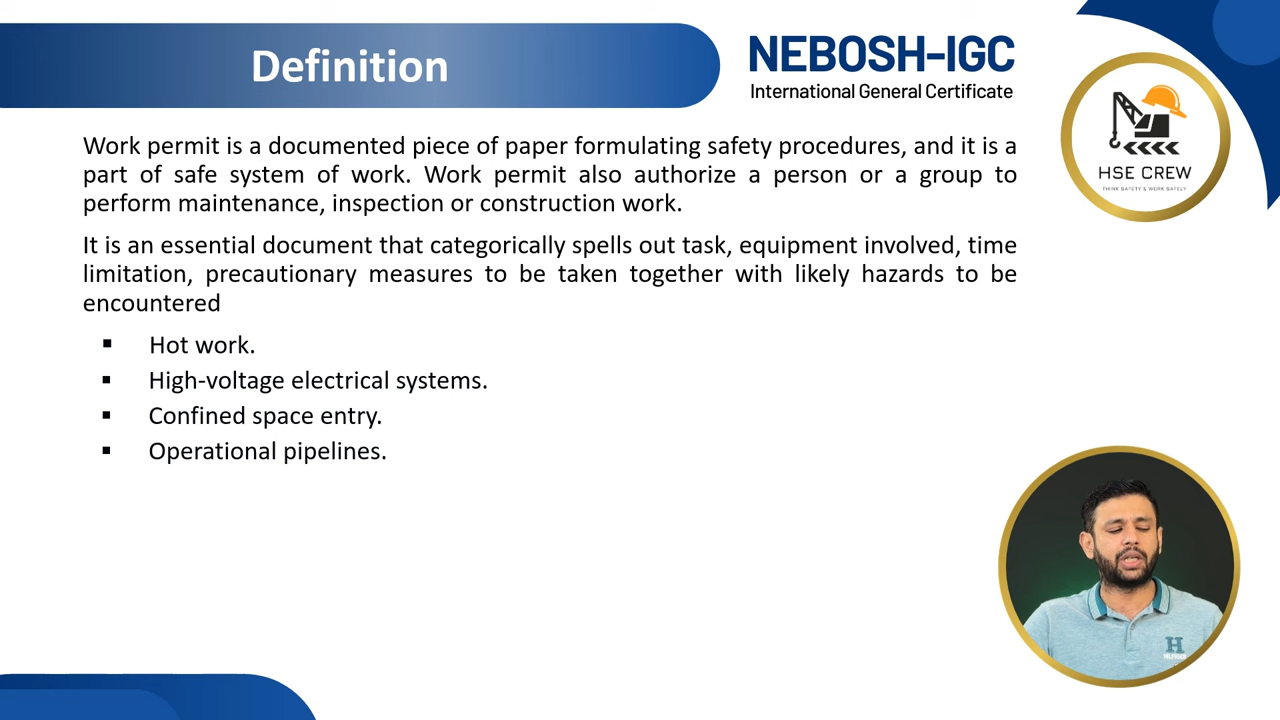 Definition
NEBOSH-IGC
International General Certificate
HSE CREW
THINK SAFETY & WORK SAFELY
Work permit is a documented piece of paper formulating safety procedures, and it is a
part of safe system of work. Work permit also authorize a person or a group to
perform maintenance, inspection or construction work.
It is an essential document that categorically spells out task, equipment involved, time
limitation, precautionary measures to be taken together with likely hazards to be
encountered
▪ Hot work.
▪ High-voltage electrical systems.
▪ Confined space entry.
▪ Operational pipelines.
H